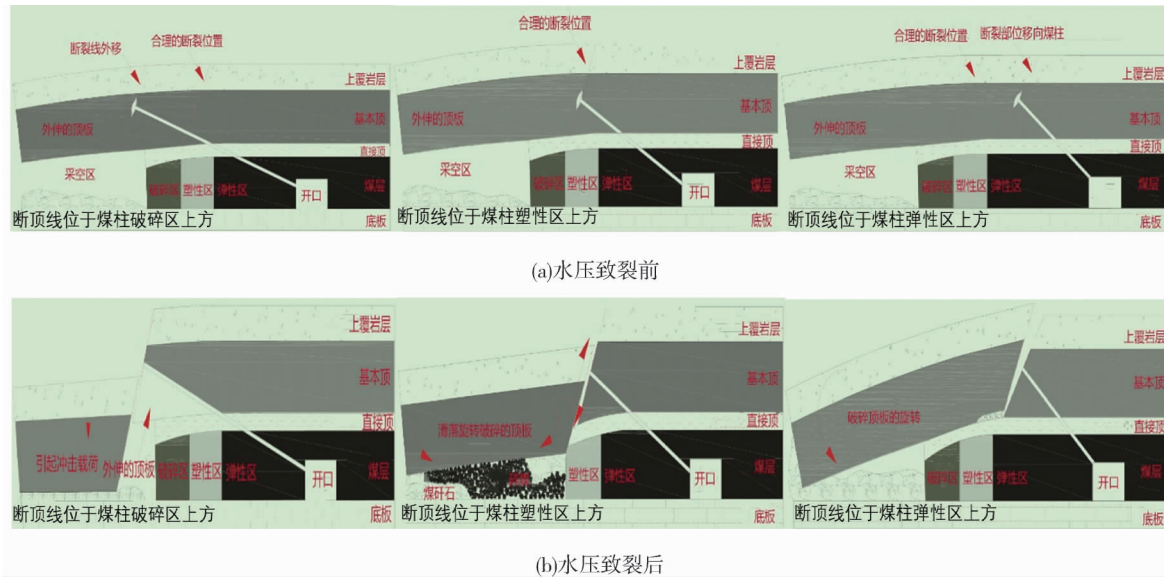 断裂线外移
合理的断裂位置
上覆岩层
外伸的顶板
基本顶
直接顶
采空区
破碎区
塑性区
弹性区
煤层
开口
断顶线位于煤柱破碎区上方
底板
合理的断裂位置
上覆岩层
外伸的顶板
基本顶
直接顶
采空区
破碎区
塑性区
弹性区
煤层
开口
断顶线位于煤柱塑性区上方
底板
合理的断裂位置
断裂部位移向煤柱
上覆岩层
外伸的顶板
基本顶
直接顶
采空区
破碎区
塑性区
弹性区
煤层
断顶线位于煤柱弹性区上方
底板
(a)水压致裂前
上覆岩层
基本顶
直接顶
引起冲击载荷
外伸的顶板
破碎区
塑性区
弹性区
煤层
开口
断顶线位于煤柱破碎区上方
底板
上覆岩层
基本顶
滑落旋转破碎的顶板
直接顶
煤矸石
塑性区
弹性区
煤层
开口
断顶线位于煤柱塑性区上方
底板
上覆岩层
基本顶
破碎顶板的旋转
直接顶
破碎区
塑性区
弹性区
煤层
开口
断顶线位于煤柱弹性区上方
底板
(b)水压致裂后